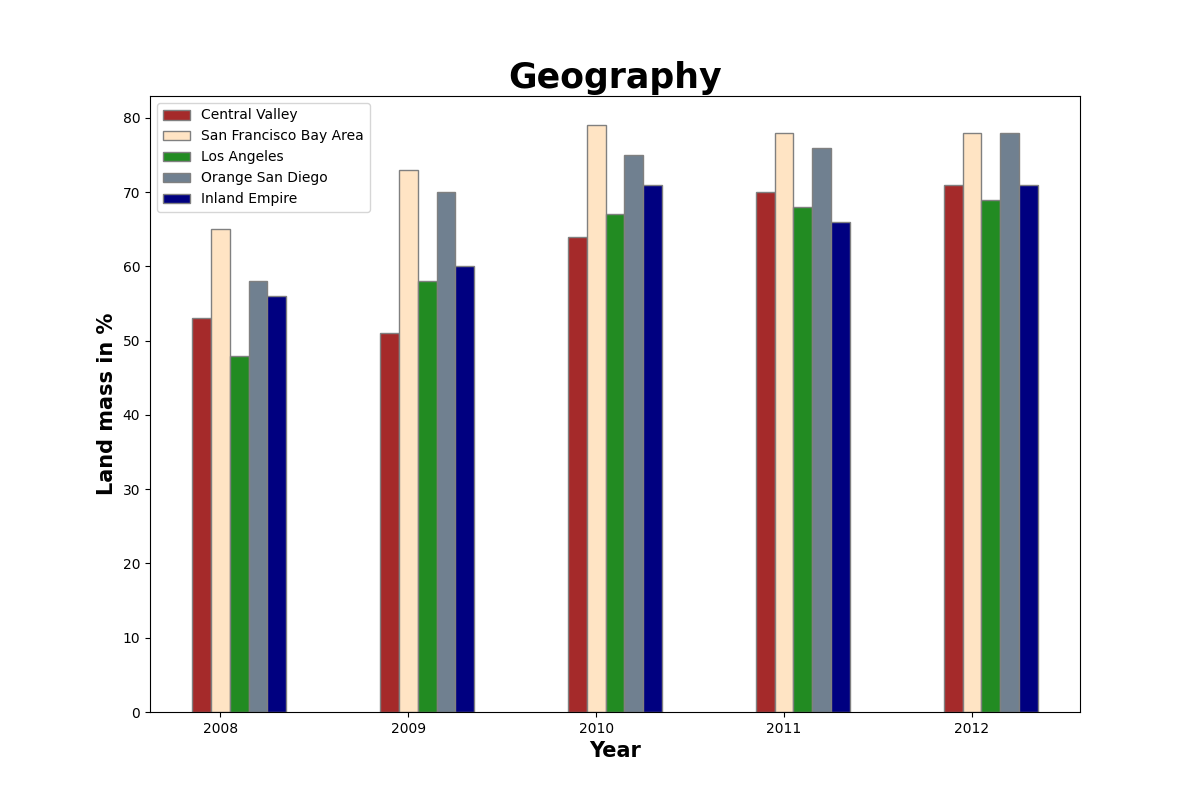 Geography
Central Valley
San Francisco Bay Area
Los Angeles
Orange San Diego
Inland Empire
Land mass in %
80
70
60
50
40
30
20
10
0
2008 2009 2010 2011 2012
Year